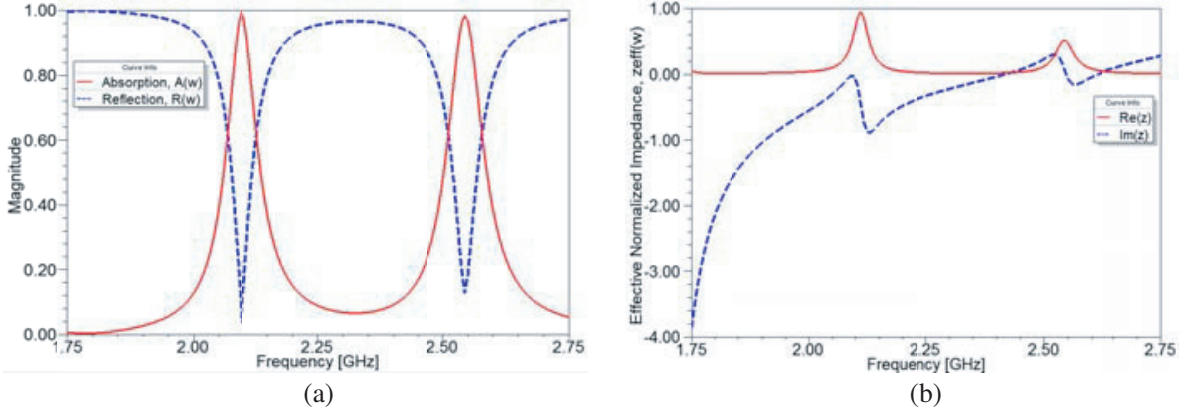 1.00
0.80
0.60
0.40
0.20
0.00
Magnitude
Curve Info
Absorption, A(w)
Reflection, R(w)
1.75
2.00
2.25
2.50
2.75
Frequency [GHz]
(a)
1.00
0.00
-1.00
-2.00
-3.00
-4.00
Effective Normalized Impedance, zeff(w)
Curve Info
Re(z)
Im(z)
1.75
2.00
2.25
2.50
2.75
Frequency [GHz]
(b)